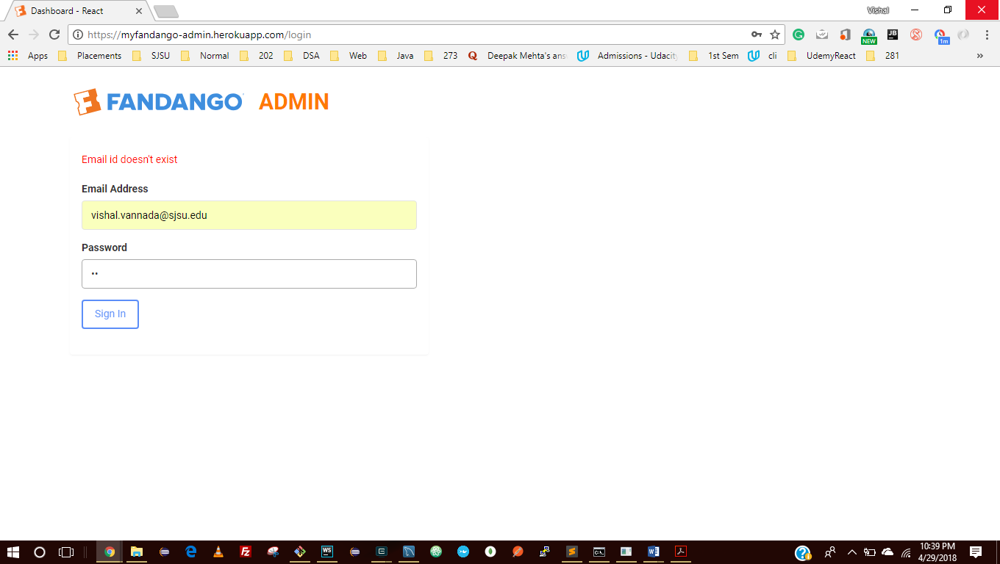 Dashboard - React
Vishal
https://myfandango-admin.herokuapp.com/login
NEW
JB
1m
Apps
Placements
SJSU
Normal
202
DSA
Web
Java
273
Deepak Mehta's ans
Admissions - Udacity
1st Sem
cli
UdemyReact
281
»
FANDANGO ADMIN
Email id doesn't exist
Email Address
vishal.vannada@sjsu.edu
Password
••
Sign In
WS
10:39 PM
4/29/2018